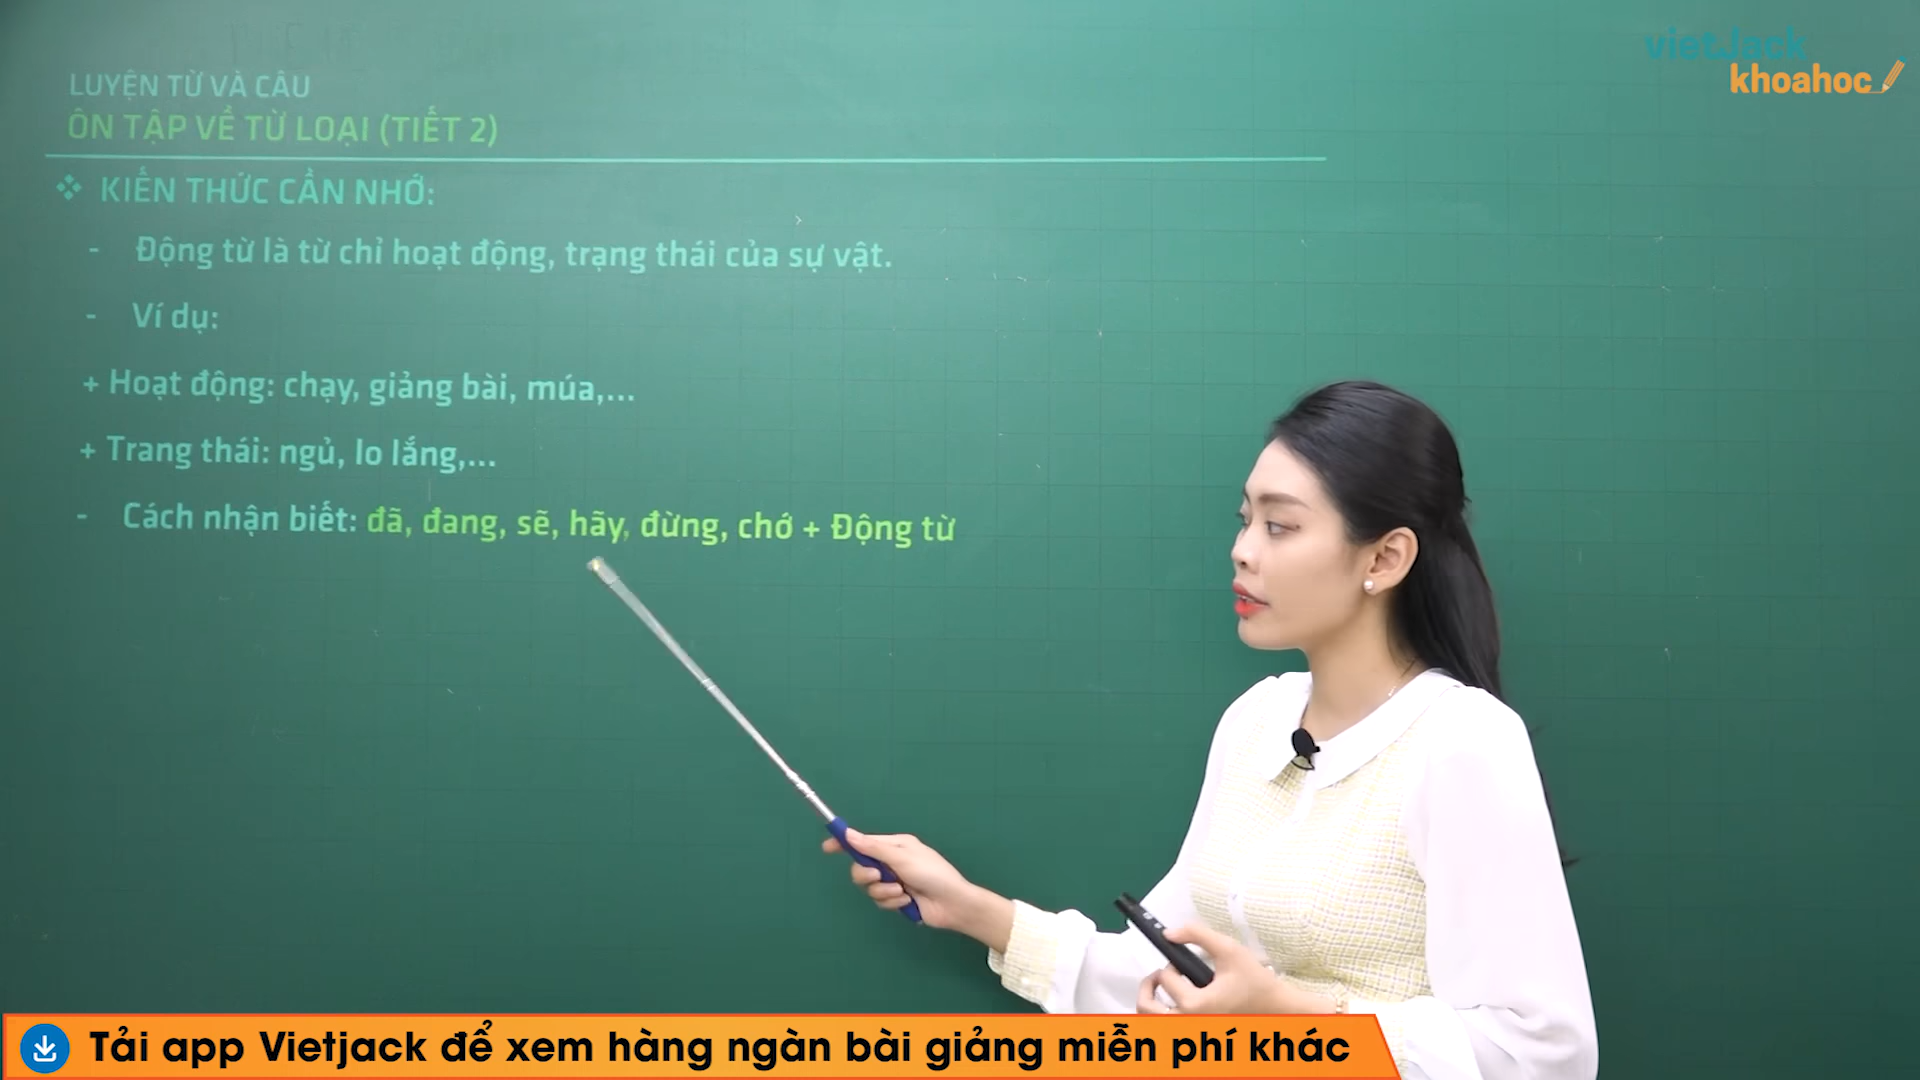 vietJack
khoahoc
LUYỆN TỪ VÀ CÂU
ÔN TẬP VỀ TỪ LOẠI (TIẾT 2)
❖ KIẾN THỨC CẦN NHỚ:
- Động từ là từ chỉ hoạt động, trạng thái của sự vật.
- Ví dụ:
+ Hoạt động: chạy, giảng bài, múa,...
+ Trang thái: ngủ, lo lắng,...
- Cách nhận biết: đã, đang, sẽ, hãy, đừng, chớ + Động từ
Tải app Vietjack để xem hàng ngàn bài giảng miễn phí khác